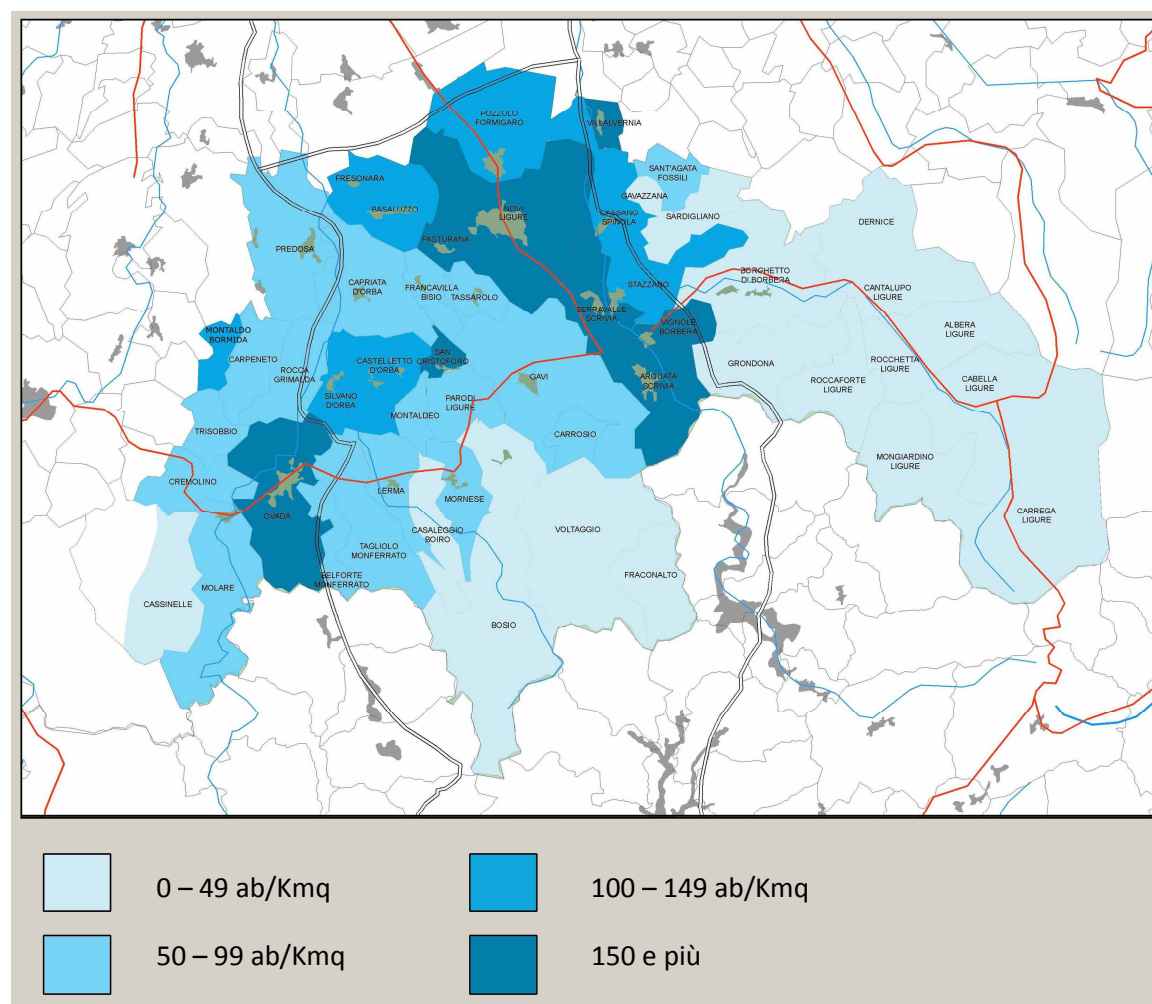 POZZOLO
FORMIGARO
VILLALVERNIA
FRESONARA
SANT'AGATA
FOSSILI
GAVAZZANA
BASALUZZO
NOVI
LIGURE
CASSANO
SPINOLA
SARDIGLIANO
DERNICE
PASTURANA
PREDOSA
CAPRIATA
D'ORBA
FRANCAVILLA
BISIO
TASSAROLO
STAZZANO
BORGHETTO
DI BORBERA
CANTALUPO
LIGURE
SERRAVALLE
SCRIVIA
VIGNOLE
BORBERA
ALBERA
LIGURE
MONTALDO
BORMIDA
CARPENETO
ROCCA
GRIMALDA
CASTELLETTO
D'ORBA
SAN
CRISTOFORO
GRONDONA
ROCCHETTA
LIGURE
GAVI
ARQUATA
SCRIVIA
ROCCAFORTE
LIGURE
CABELLA
LIGURE
SILVANO
D'ORBA
MONTALDEO
PARODI
LIGURE
TRISOBBIO
CARROSIO
MONGIARDINO
LIGURE
CREMOLINO
LERMA
MORNESE
OVADA
CASALEGGIO
BOIRO
VOLTAGGIO
CARREGA
LIGURE
TAGLIOLO
MONFERRATO
BELFORTE
MONFERRATO
FRACONALTO
MOLARE
CASSINELLE
BOSIO
0 – 49 ab/Kmq
100 – 149 ab/Kmq
50 – 99 ab/Kmq
150 e più